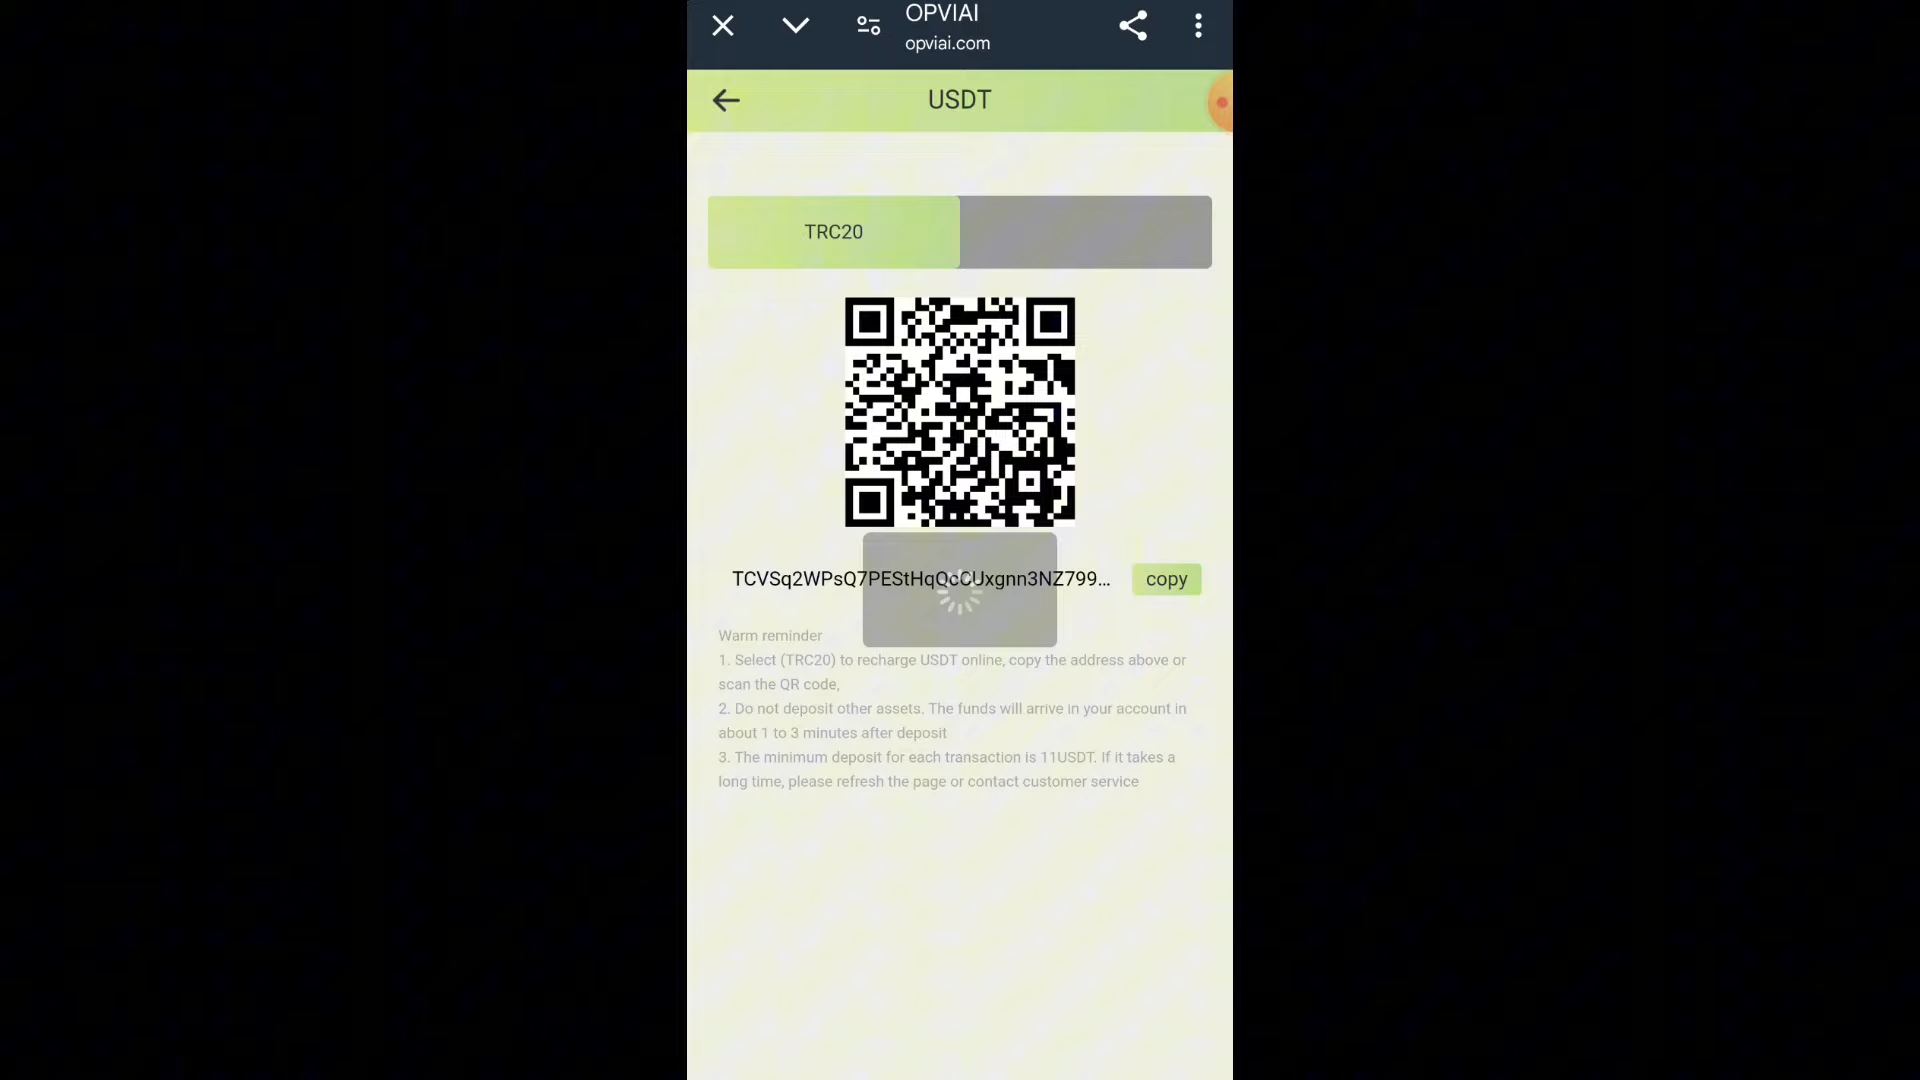 OPVIAI
opviai.com
USDT
TRC20
TCVSq2WPsQ7PEStHqQcCUxgnn3NZ799...
copy
Warm reminder
1. Select (TRC20) to recharge USDT online, copy the address above or
scan the QR code,
2. Do not deposit other assets. The funds will arrive in your account in
about 1 to 3 minutes after deposit
3. The minimum deposit for each transaction is 11USDT. If it takes a
long time, please refresh the page or contact customer service